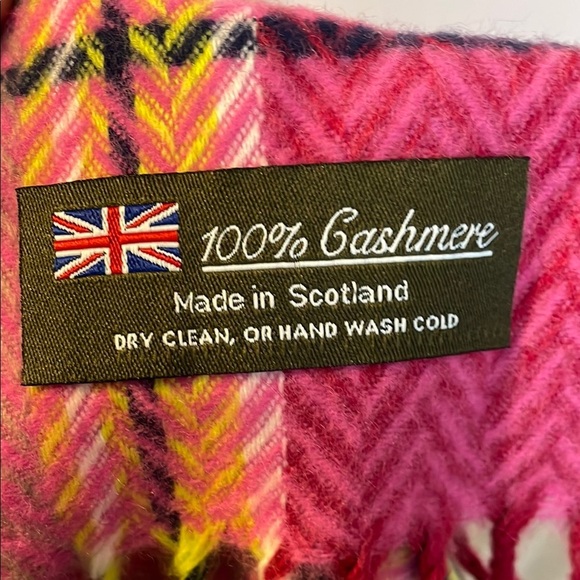 100% Cashmere
Made in Scotland
DRY CLEAN, OR HAND WASH COLD